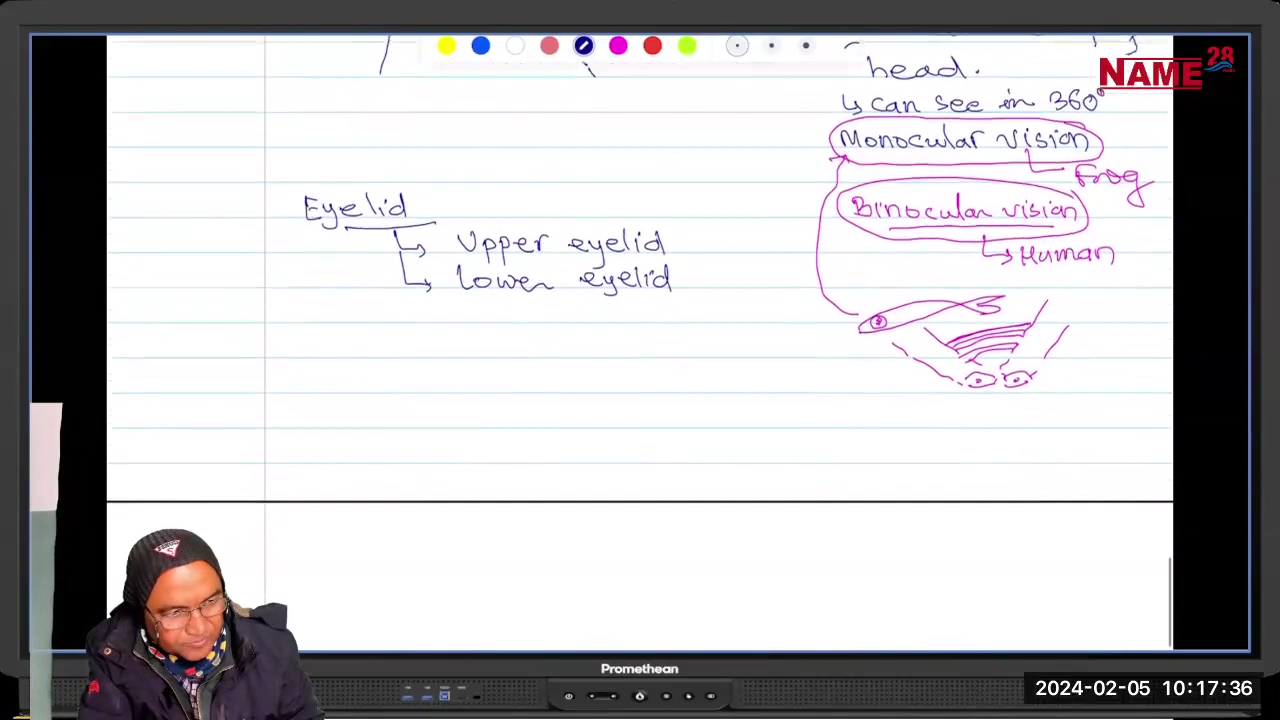 head.
↳ can see in 360°
Monocular vision
Frog
Binocular vision
Human
Eyelid
Upper eyelid
Lower eyelid
NAME 28
Promethean
2024-02-05 10:17:36